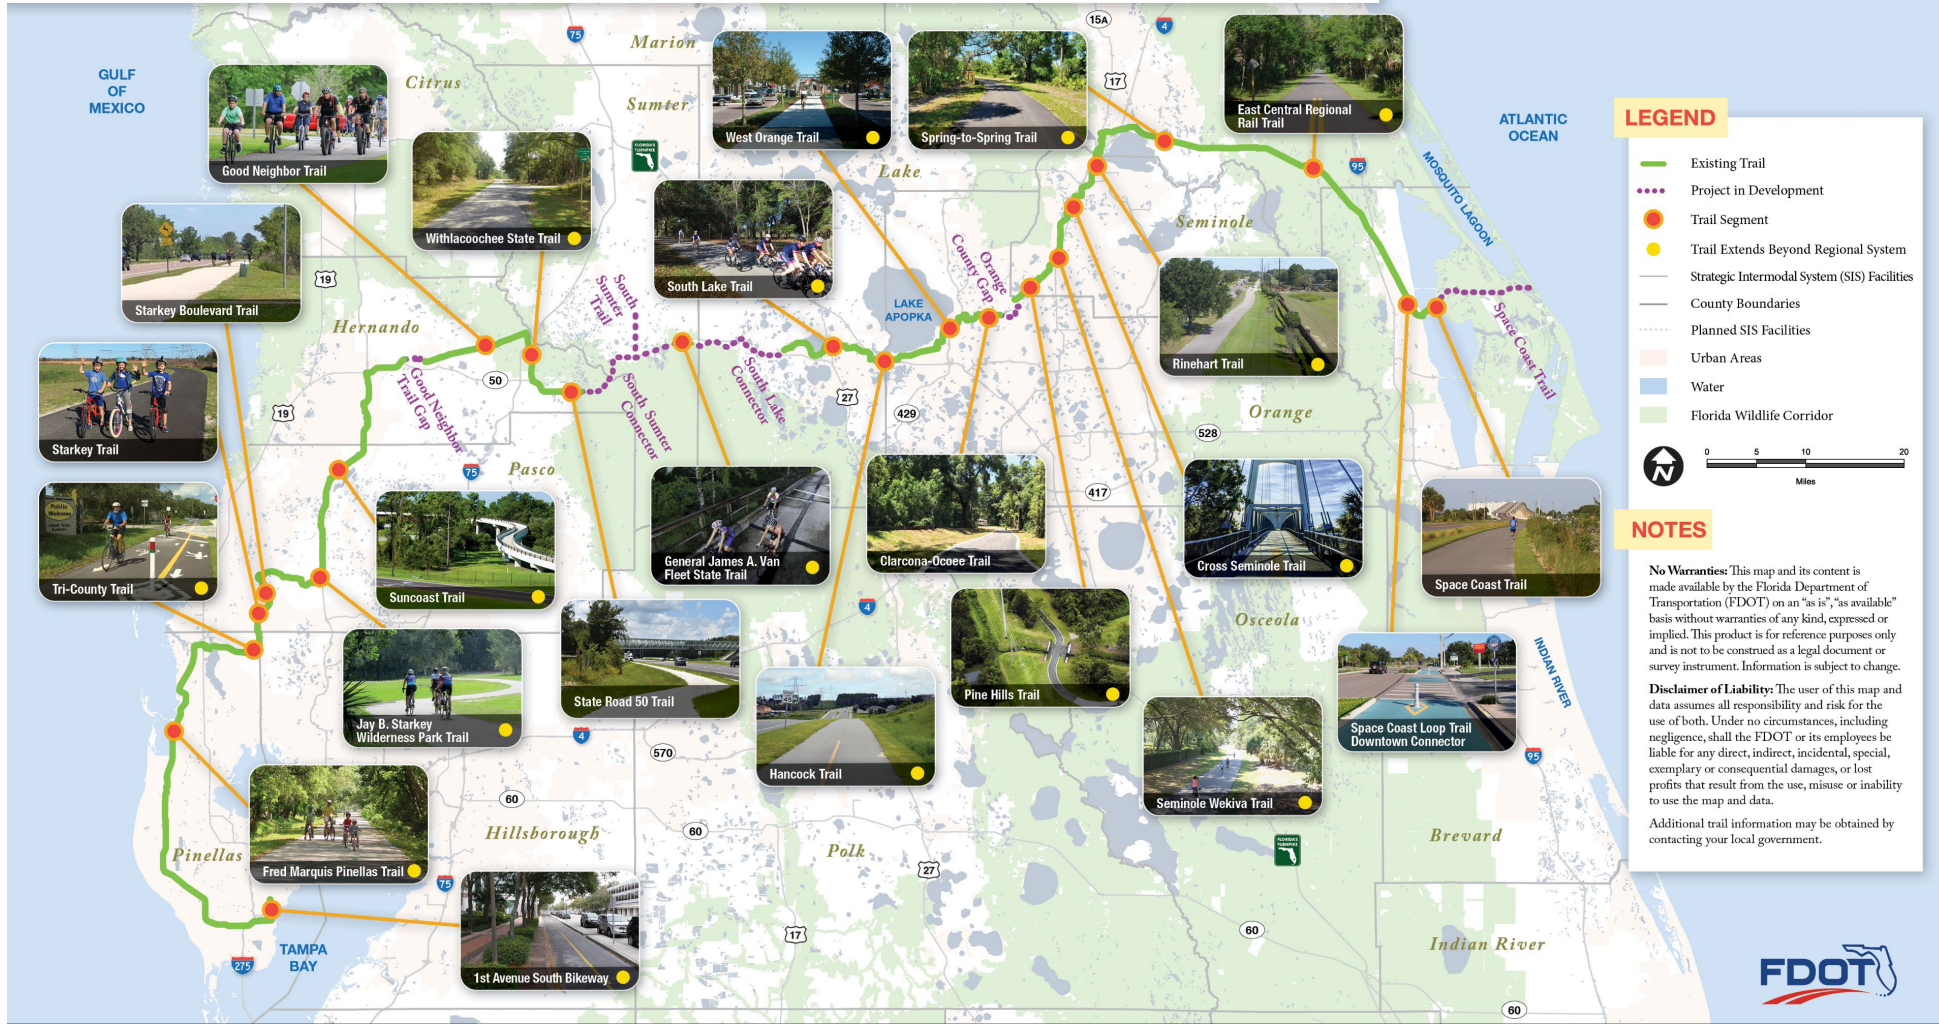 GULF
OF
MEXICO
75
Marion
Citrus
Sumter
FLORIDA'S
TURNPIKE
15A
4
17
ATLANTIC
OCEAN
95
MOSQUITO LAGOON
Good Neighbor Trail
Withlacoochee State Trail
West Orange Trail
Spring-to-Spring Trail
East Central Regional
Rail Trail
Lake
Seminole
Starkey Boulevard Trail
19
Hernando
South Lake Trail
South
Sumter
Trail
LAKE
APOPKA
Orange
County Gap
Rinehart Trail
Space Coast Trail
Starkey Trail
19
50
Good Neighbor
Trail Gap
South Sumter
Connector
South Lake
Connector
27
429
Orange
528
75
Pasco
417
Tri-County Trail
Suncoast Trail
General James A. Van
Fleet State Trail
Clarcona-Ocoee Trail
Cross Seminole Trail
Space Coast Trail
4
Osceola
Jay B. Starkey
Wilderness Park Trail
State Road 50 Trail
Hancock Trail
Pine Hills Trail
Seminole Wekiva Trail
Space Coast Loop Trail
Downtown Connector
INDIAN RIVER
4
570
95
60
Hillsborough
60
Pinellas
Fred Marquis Pinellas Trail
Polk
27
FLORIDA'S
TURNPIKE
Brevard
75
1st Avenue South Bikeway
17
60
Indian River
TAMPA
BAY
275
60
LEGEND
Existing Trail
Project in Development
Trail Segment
Trail Extends Beyond Regional System
Strategic Intermodal System (SIS) Facilities
County Boundaries
Planned SIS Facilities
Urban Areas
Water
Florida Wildlife Corridor
N
0 5 10 20
Miles
NOTES
No Warranties: This map and its content is
made available by the Florida Department of
Transportation (FDOT) on an “as is”, “as available”
basis without warranties of any kind, expressed or
implied. This product is for reference purposes only
and is not to be construed as a legal document or
survey instrument. Information is subject to change.
Disclaimer of Liability: The user of this map and
data assumes all responsibility and risk for the
use of both. Under no circumstances, including
negligence, shall the FDOT or its employees be
liable for any direct, indirect, incidental, special,
exemplary or consequential damages, or lost
profits that result from the use, misuse or inability
to use the map and data.
Additional trail information may be obtained by
contacting your local government.
FDOT